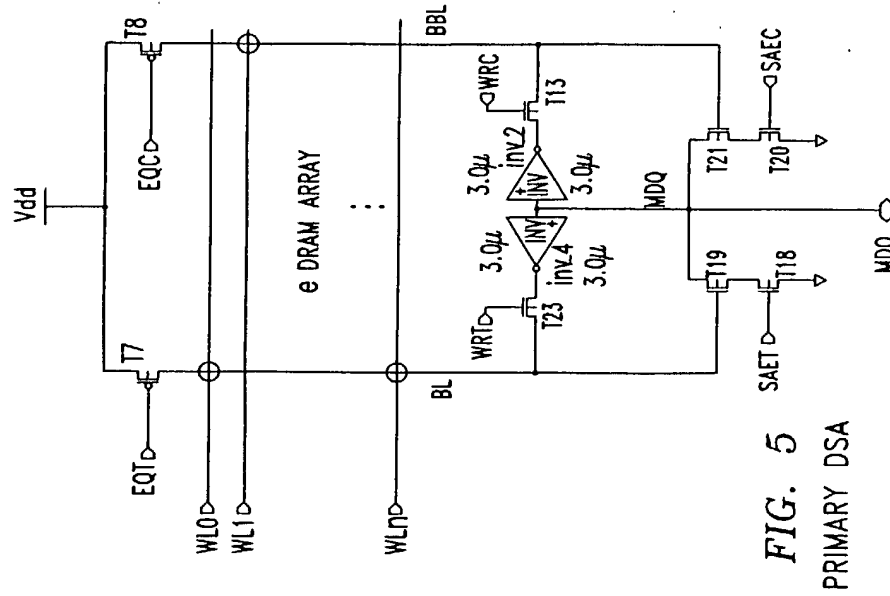 Vdd
T7
T8
EQT
EQC
WL0
WL1
e DRAM ARRAY
WLn
BL
BBL
WRT
WRC
T23
T13
3.0μ
INV
+
inv_4
3.0μ
3.0μ
+
INV
inv_2
3.0μ
MDQ
T19
T18
SAET
T21
T20
SAEC
MDQ
FIG. 5
PRIMARY DSA